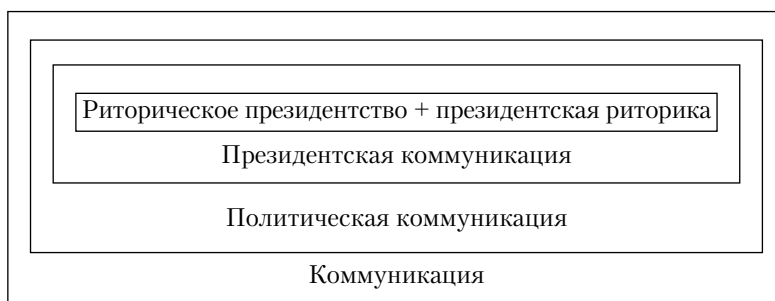 Риторическое президентство + президентская риторика
Президентская коммуникация
Политическая коммуникация
Коммуникация